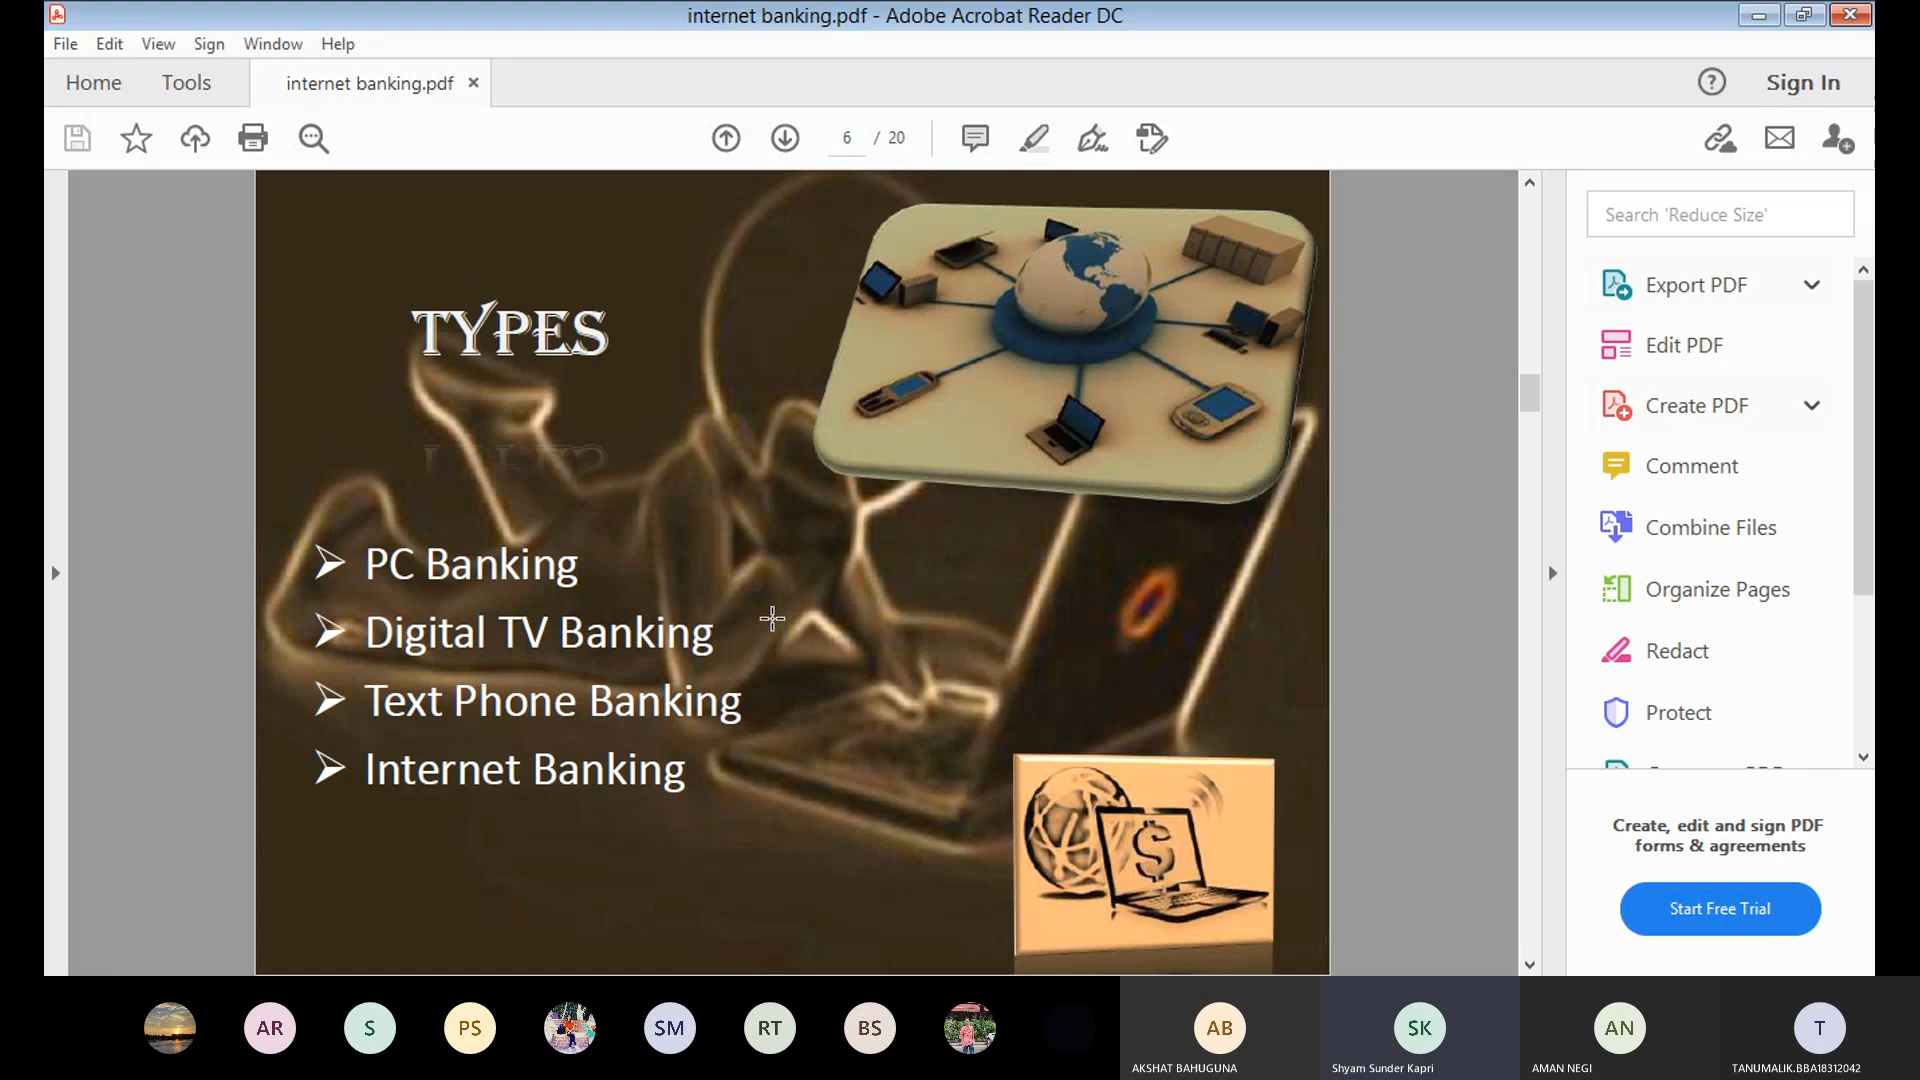 internet banking.pdf - Adobe Acrobat Reader DC
File Edit View Sign Window Help
Home Tools internet banking.pdf × ? Sign In
6 / 20
Search 'Reduce Size'
TYPES
PC Banking
Digital TV Banking
Text Phone Banking
Internet Banking
$
Export PDF
Edit PDF
Create PDF
Comment
Combine Files
Organize Pages
Redact
Protect
Create, edit and sign PDF
forms & agreements
Start Free Trial
AR S PS SM RT BS AB SK AN T
AKSHAT BAHUGUNA Shyam Sunder Kapri AMAN NEGI TANUMALIK.BBA18312042